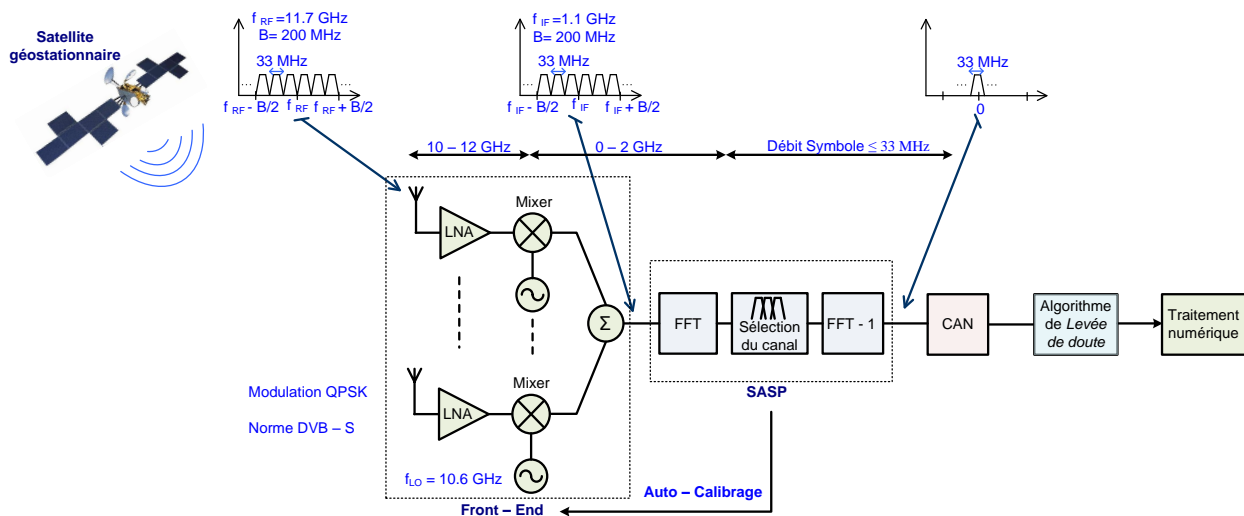 Satellite
géostationnaire
f RF =11.7 GHz
B= 200 MHz
33 MHz
...
...
f RF - B/2
f RF
f RF + B/2
f IF =1.1 GHz
B= 200 MHz
33 MHz
...
...
f IF - B/2
f IF
f IF + B/2
33 MHz
...
...
0
10 – 12 GHz
0 – 2 GHz
Débit Symbole ≤ 33 MHz
LNA
Mixer
Σ
FFT
Sélection
du canal
FFT - 1
CAN
Algorithme
de Levée
de doute
Traitement
numérique
SASP
LNA
Mixer
Modulation QPSK
Norme DVB – S
fLO = 10.6 GHz
Auto – Calibrage
Front – End